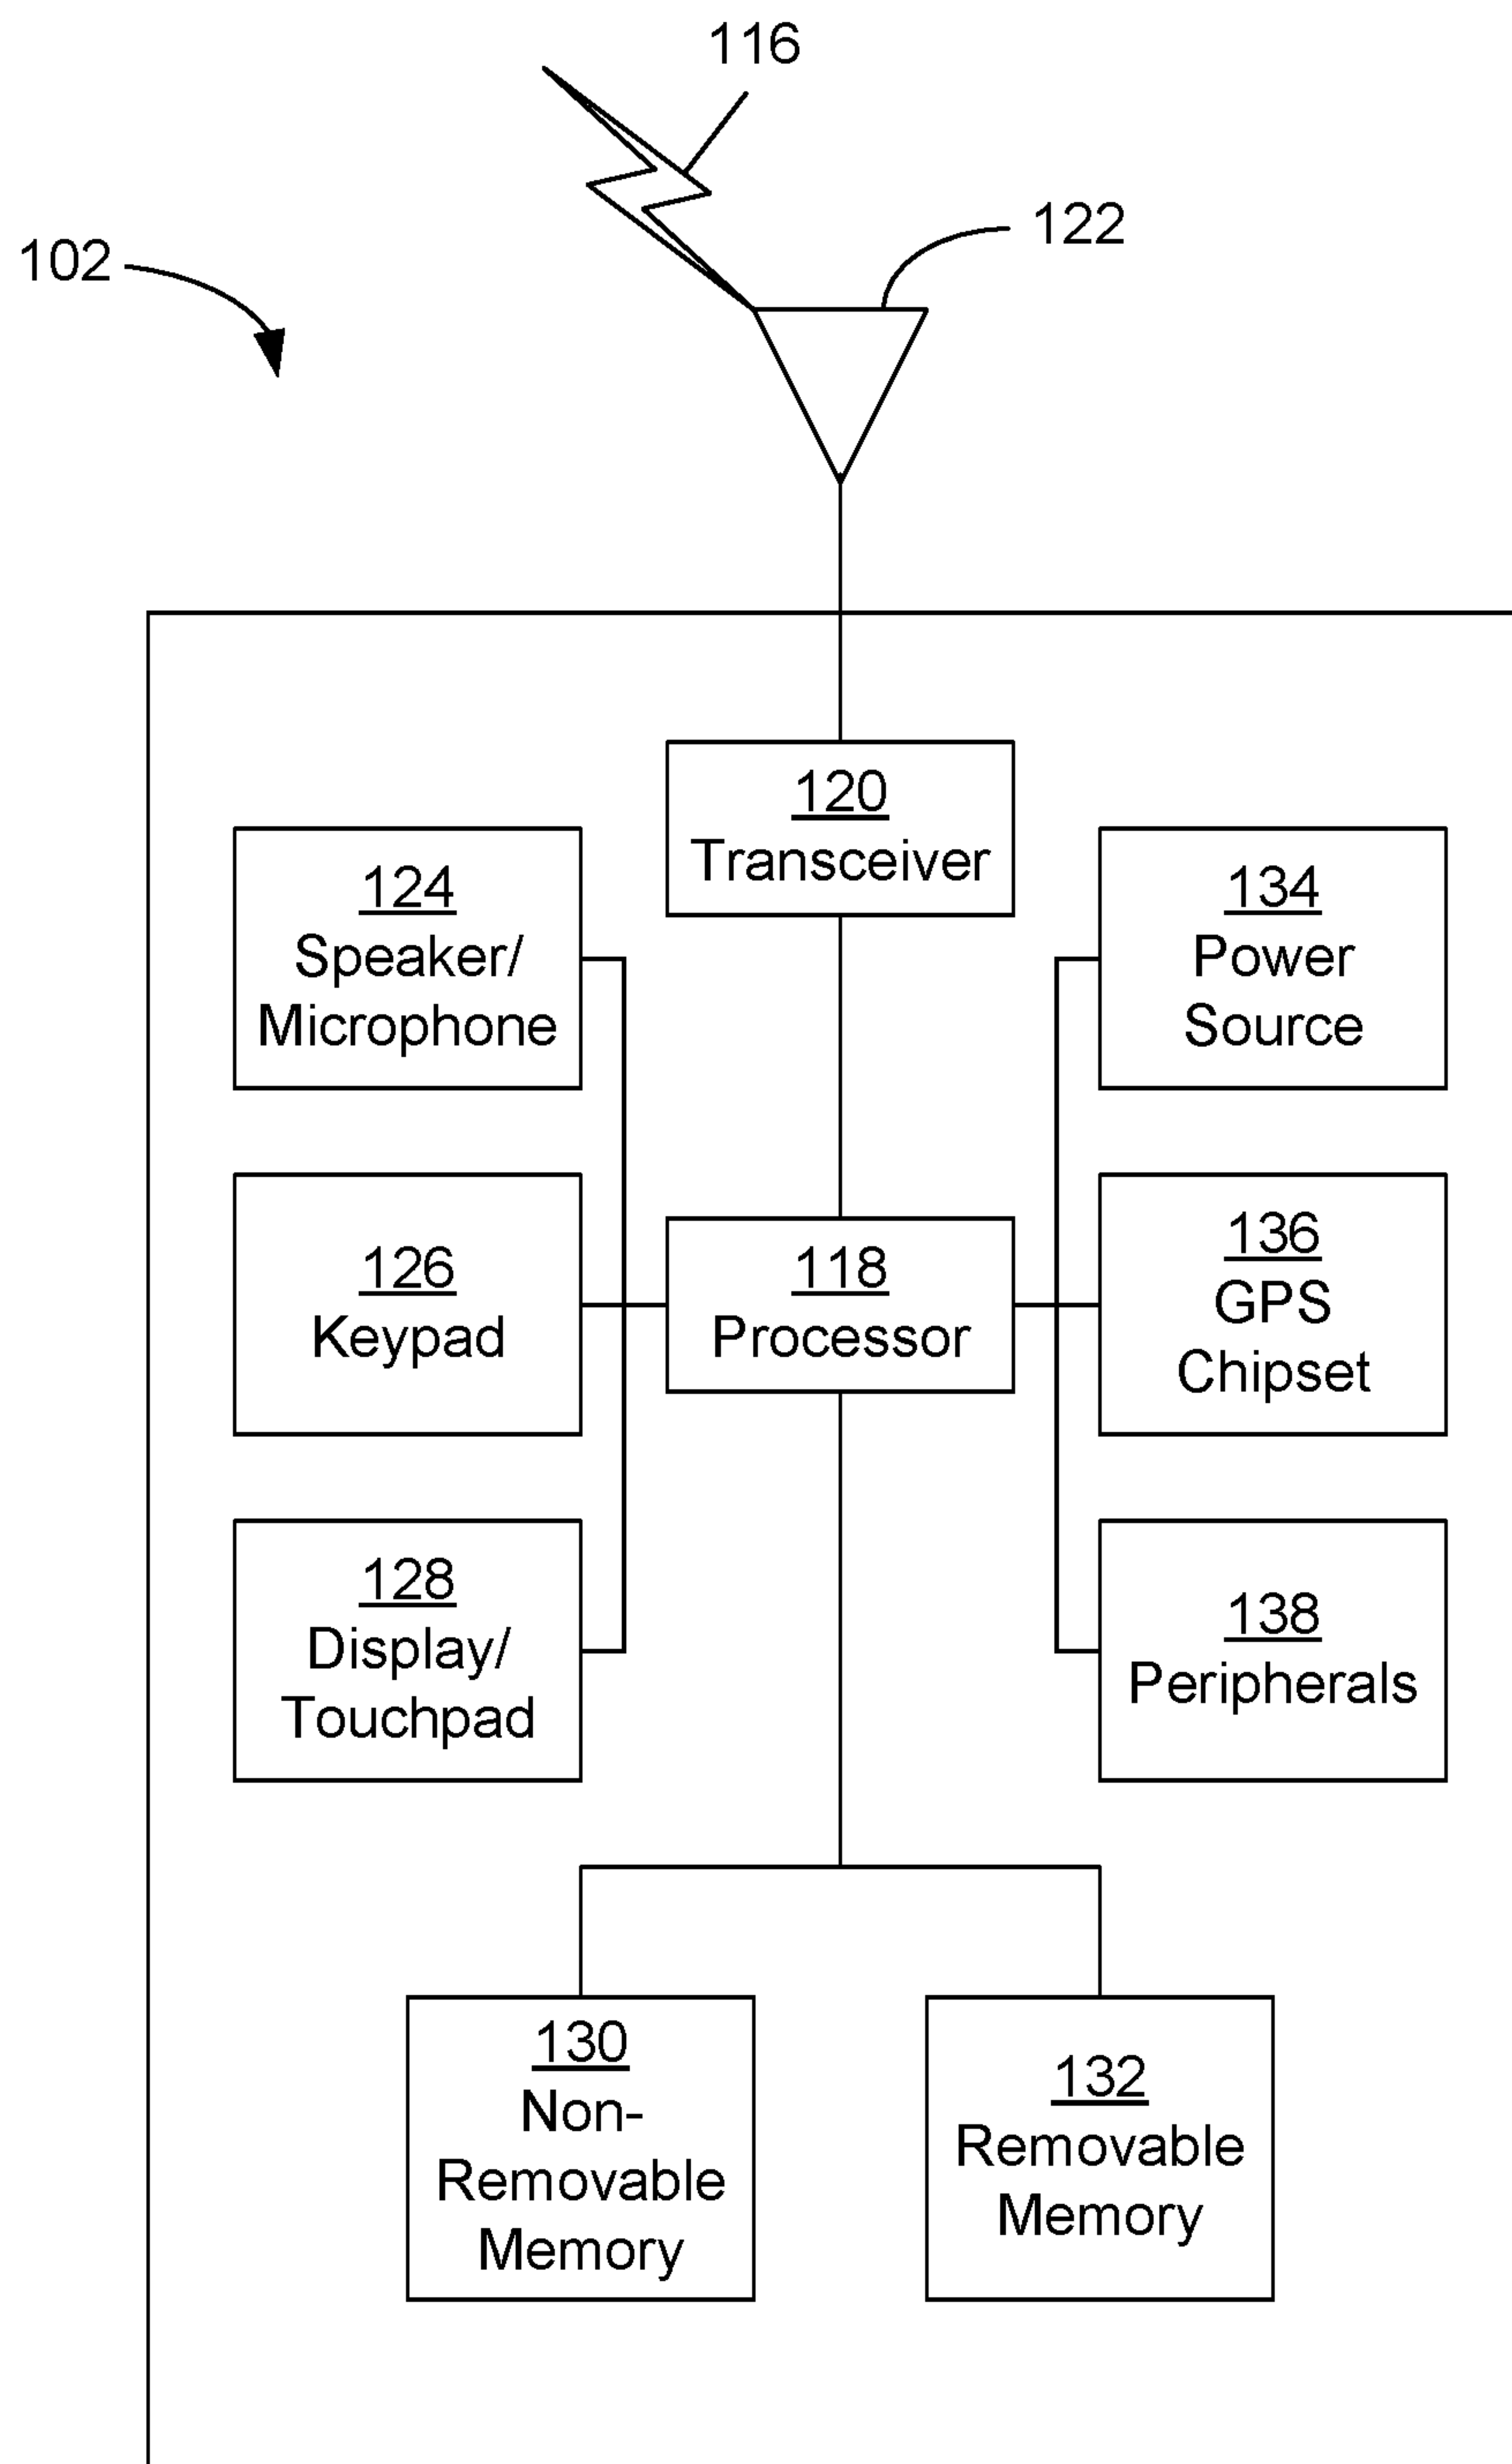 116
122
102
120
Transceiver
124
Speaker/
Microphone
134
Power
Source
126
Keypad
118
Processor
136
GPS
Chipset
128
Display/
Touchpad
138
Peripherals
130
Non-
Removable
Memory
132
Removable
Memory